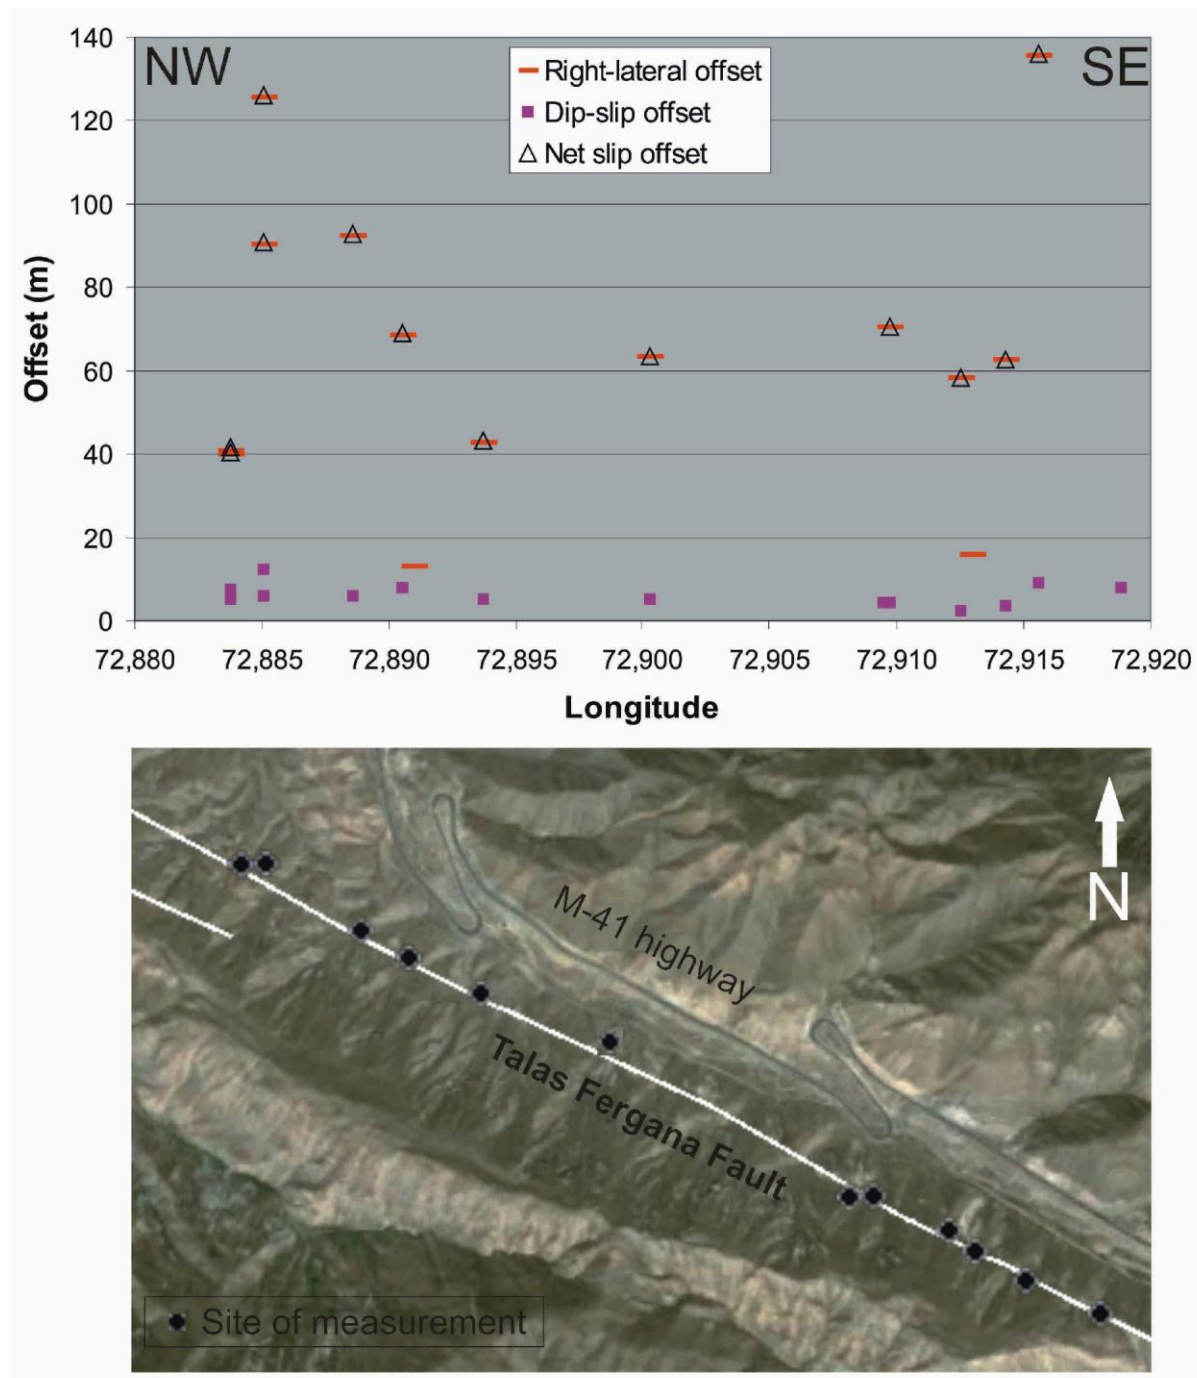 140
NW
SE
Right-lateral offset
Dip-slip offset
Net slip offset
120
100
80
60
40
20
0
Offset (m)
72,880 72,885 72,890 72,895 72,900 72,905 72,910 72,915 72,920
Longitude
N
M-41 highway
Talas Fergana Fault
Site of measurement